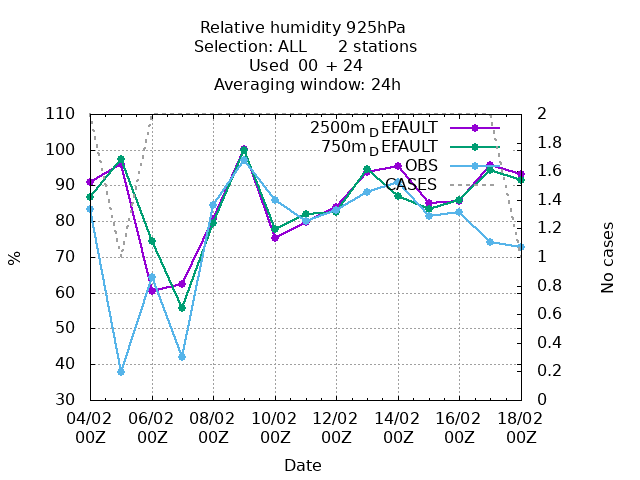 Relative humidity 925hPa
Selection: ALL 2 stations
Used 00 + 24
Averaging window: 24h
110 2
2500m_DEFAULT
100 1.8
750m_DEFAULT
OBS
90 1.6
CASES
80 1.4
70 1.2
60 1
50 0.8
40 0.6
30 0.4
0.2
0
%
No cases
04/02 06/02 08/02 10/02 12/02 14/02 16/02 18/02
00Z 00Z 00Z 00Z 00Z 00Z 00Z 00Z
Date